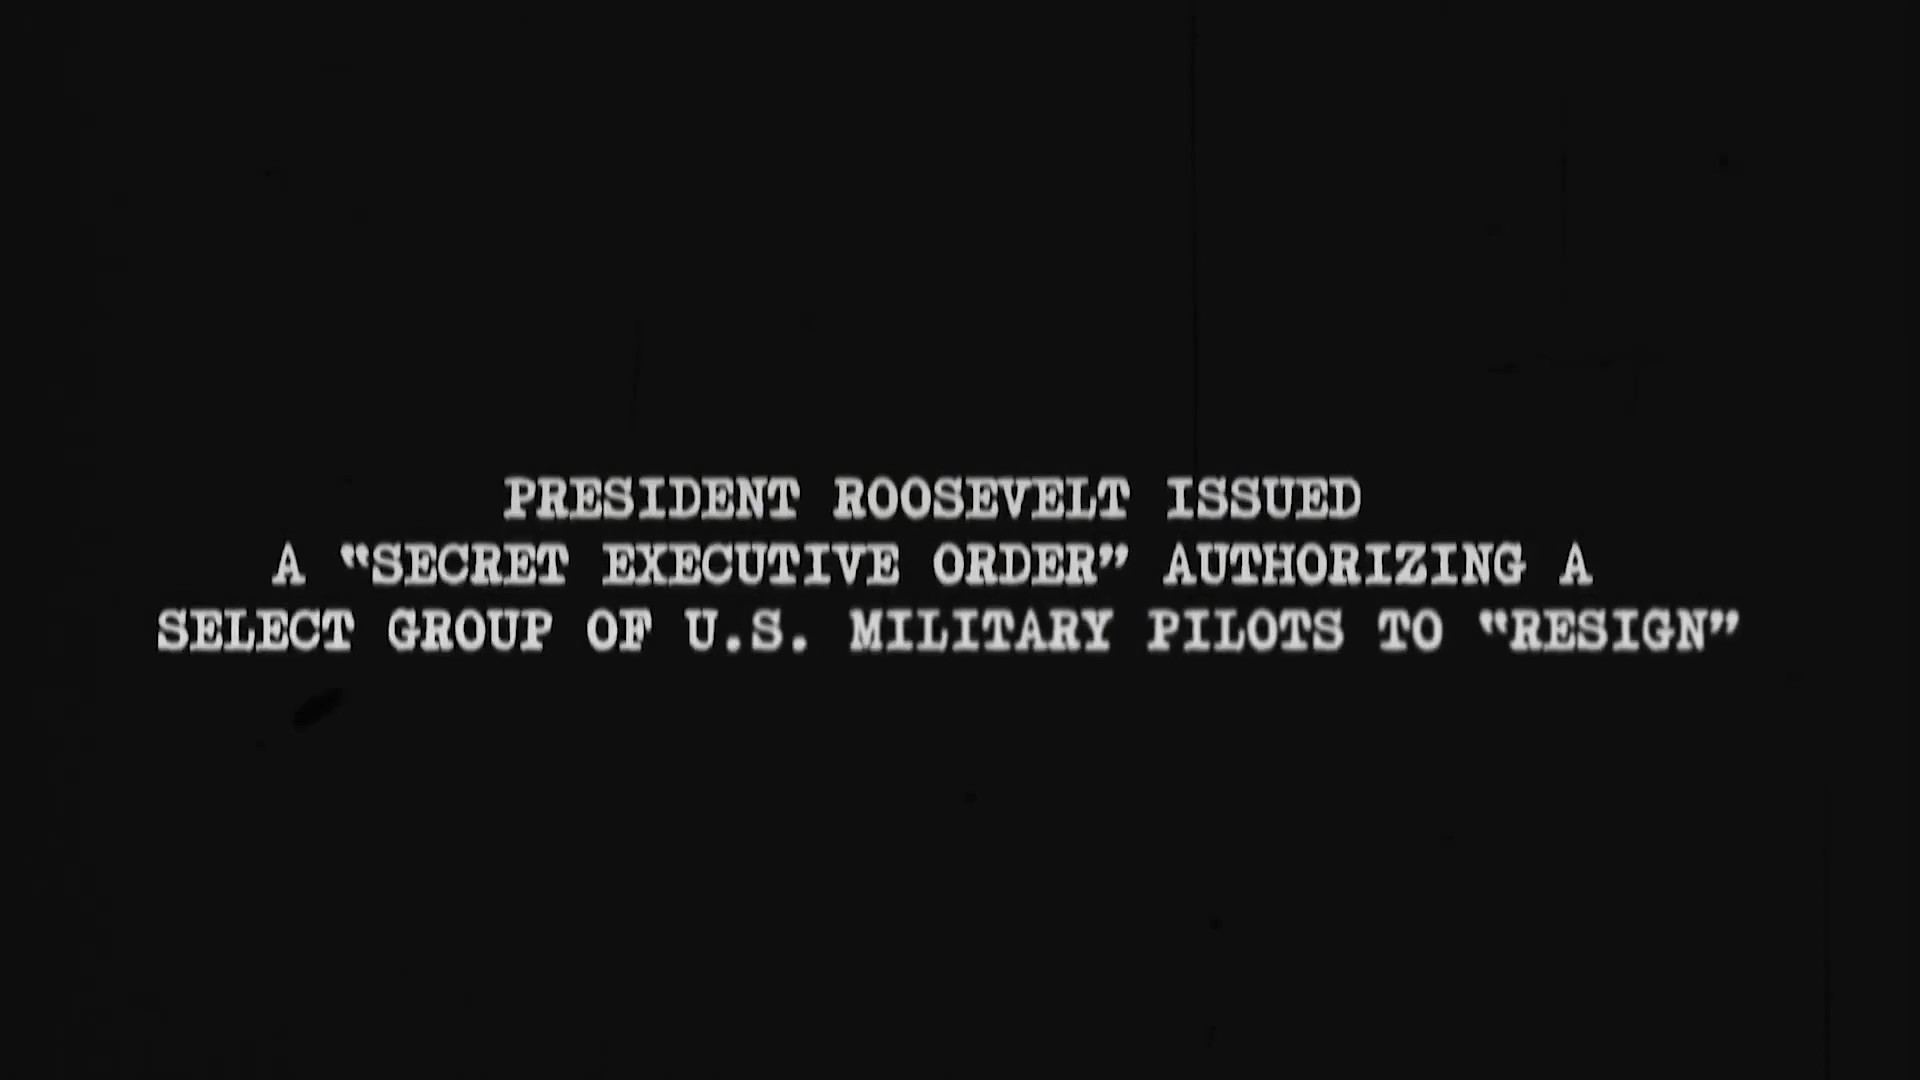 PRESIDENT ROOSEVELT ISSUED
A “SECRET EXECUTIVE ORDER” AUTHORIZING A
SELECT GROUP OF U.S. MILITARY PILOTS TO “RESIGN”